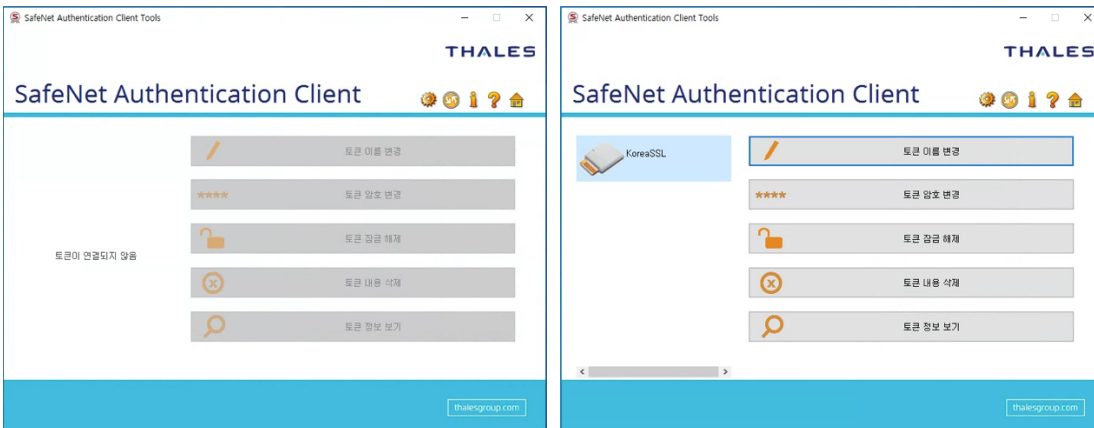 SafeNet Authentication Client Tools
THALES
SafeNet Authentication Client
토큰 이름 변경
토큰 암호 변경
토큰 잠금 해제
토큰 내용 삭제
토큰 정보 보기
토큰이 연결되지 않음
thalesgroup.com
SafeNet Authentication Client Tools
THALES
SafeNet Authentication Client
KoreaSSL
토큰 이름 변경
토큰 암호 변경
토큰 잠금 해제
토큰 내용 삭제
토큰 정보 보기
thalesgroup.com